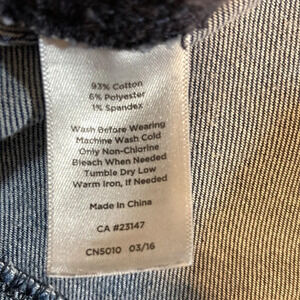 93% Cotton
6% Polyester
1% Spandex
Wash Before Wearing
Machine Wash Cold
Only Non-Chlorine
Bleach When Needed
Tumble Dry Low
Warm Iron, If Needed
Made In China
CA #23147
CN5010 03/16